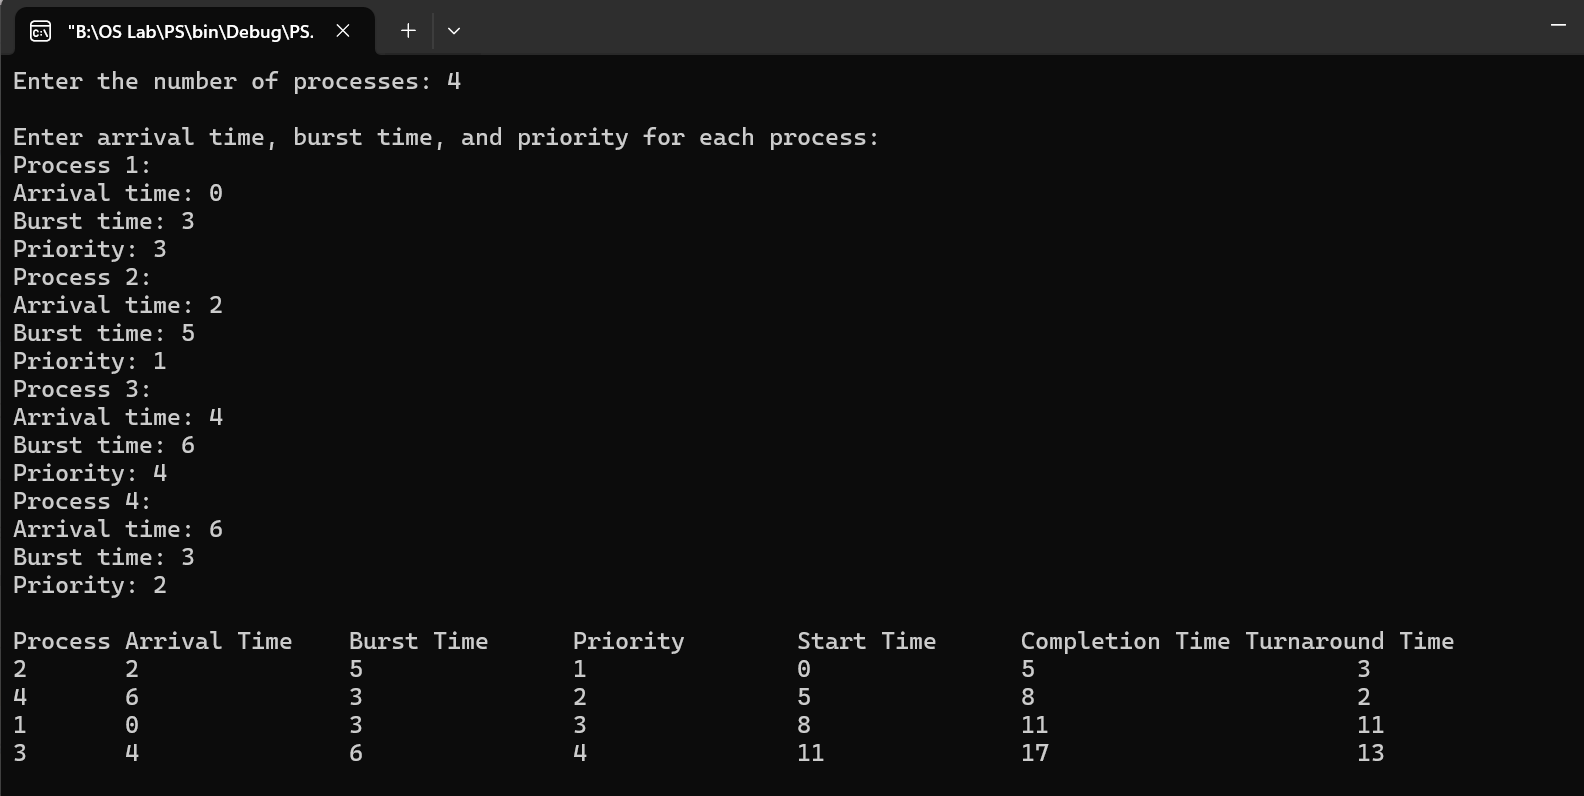 "B:\OS Lab\PS\bin\Debug\PS.
Enter the number of processes: 4
Enter arrival time, burst time, and priority for each process:
Process 1:
Arrival time: 0
Burst time: 3
Priority: 3
Process 2:
Arrival time: 2
Burst time: 5
Priority: 1
Process 3:
Arrival time: 4
Burst time: 6
Priority: 4
Process 4:
Arrival time: 6
Burst time: 3
Priority: 2
Process Arrival Time    Burst Time      Priority        Start Time      Completion Time Turnaround Time
2       2               5               1               0               5                       3
4       6               3               2               5               8                       2
1       0               3               3               8               11                      11
3       4               6               4               11              17                      13